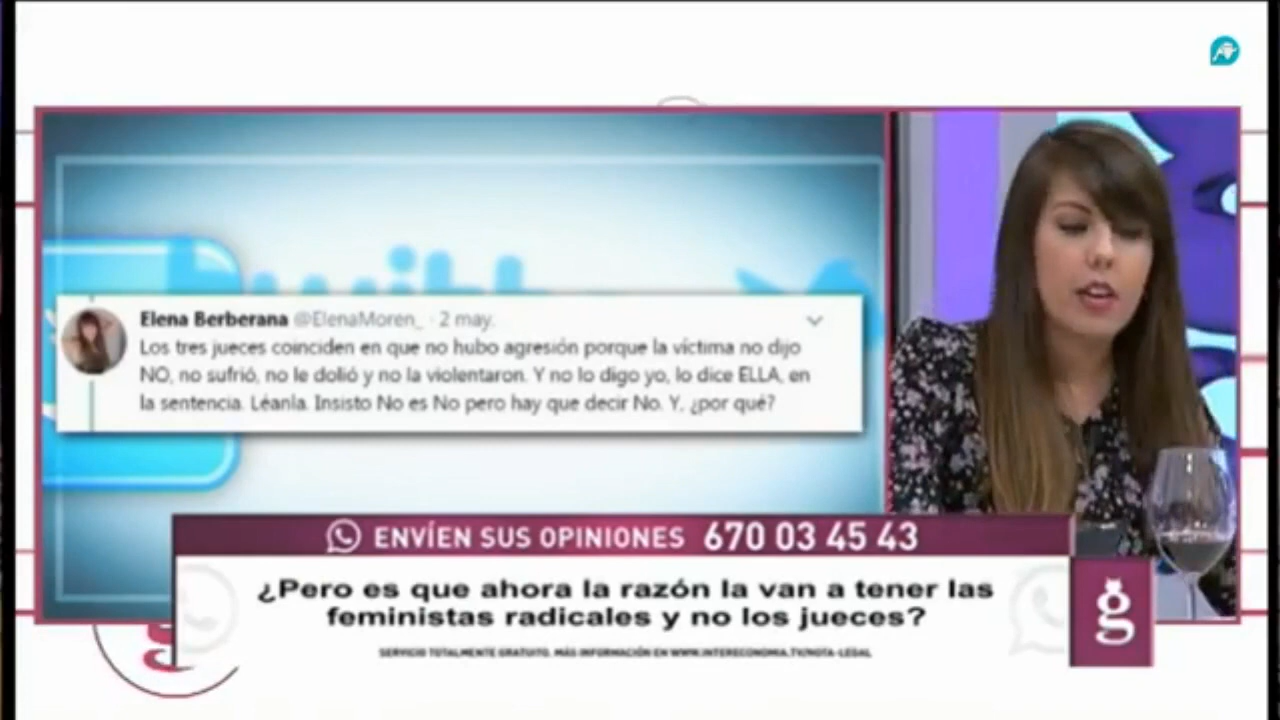 Elena Berberana @ElenaMoren_ · 2 may.
Los tres jueces coinciden en que no hubo agresión porque la víctima no dijo
NO, no sufrió, no le dolió y no la violentaron. Y no lo digo yo, lo dice ELLA, en
la sentencia. Léanla. Insisto No es No pero hay que decir No. Y, ¿por qué?
ENVÍEN SUS OPINIONES 670 03 45 43
¿Pero es que ahora la razón la van a tener las
feministas radicales y no los jueces?
SERVICIO TOTALMENTE GRATUITO. MÁS INFORMACIÓN EN WWW.INTERECONOMIA.TV/NOTA-LEGAL
g